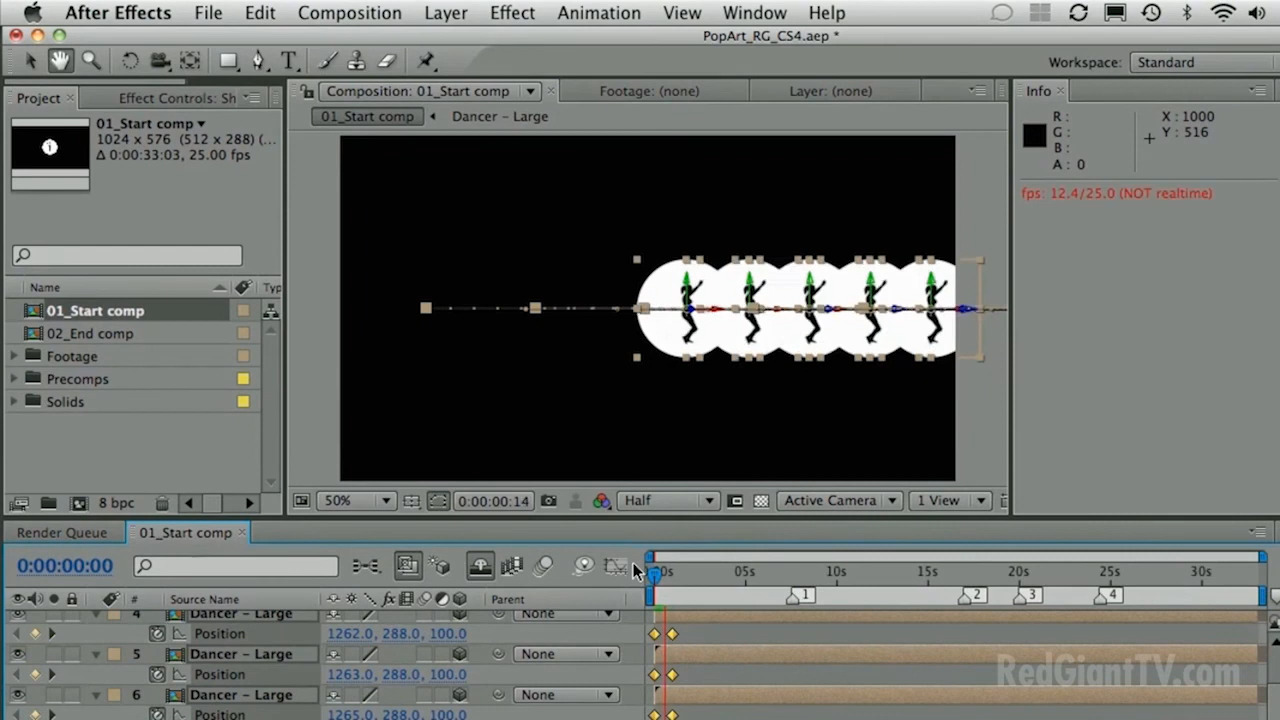 After Effects File Edit Composition Layer Effect Animation View Window Help
PopArt_RG_CS4.aep *
Workspace: Standard
Project × Effect Controls: Sh
Composition: 01_Start comp
Footage: (none)
Layer: (none)
Info ×
01_Start comp
Dancer – Large
01_Start comp
1024 x 576 (512 x 288) (...
Δ 0:00:33:03, 25.00 fps
R :
G :
B :
A : 0
X : 1000
Y : 516
fps: 12.4/25.0 (NOT realtime)
Name Typ
01_Start comp
02_End comp
Footage
Precomps
Solids
8 bpc
50% 0:00:00:14 Half Active Camera 1 View
Render Queue 01_Start comp ×
0:00:00:00
00s 05s 10s 15s 20s 25s 30s
1 2 3 4
# Source Name fx Parent
4 Dancer – Large
Position 1262.0, 288.0, 100.0
5 Dancer – Large None
Position 1263.0, 288.0, 100.0
6 Dancer – Large None
Position 1265.0, 288.0, 100.0
RedGiantTV.com